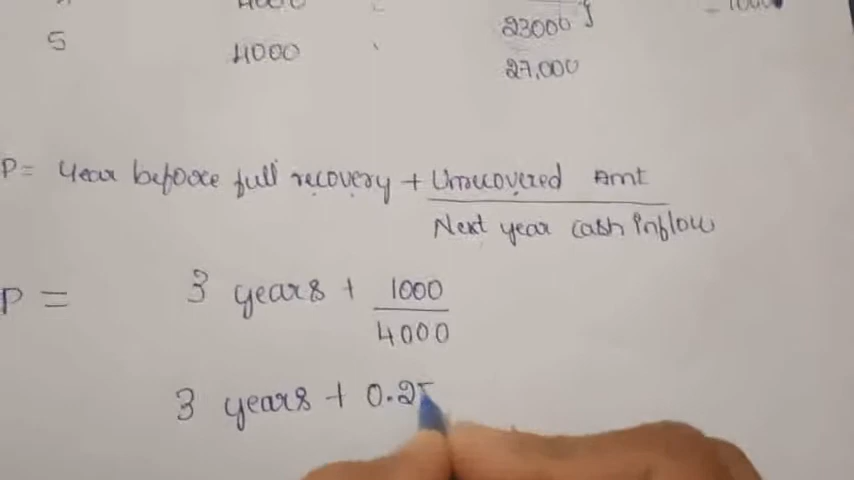 23000
5 4000 27,000
P = Year before full recovery + Unrecovered Amt
Next year cash inflow
P = 3 years + 1000
4000
3 years + 0.25